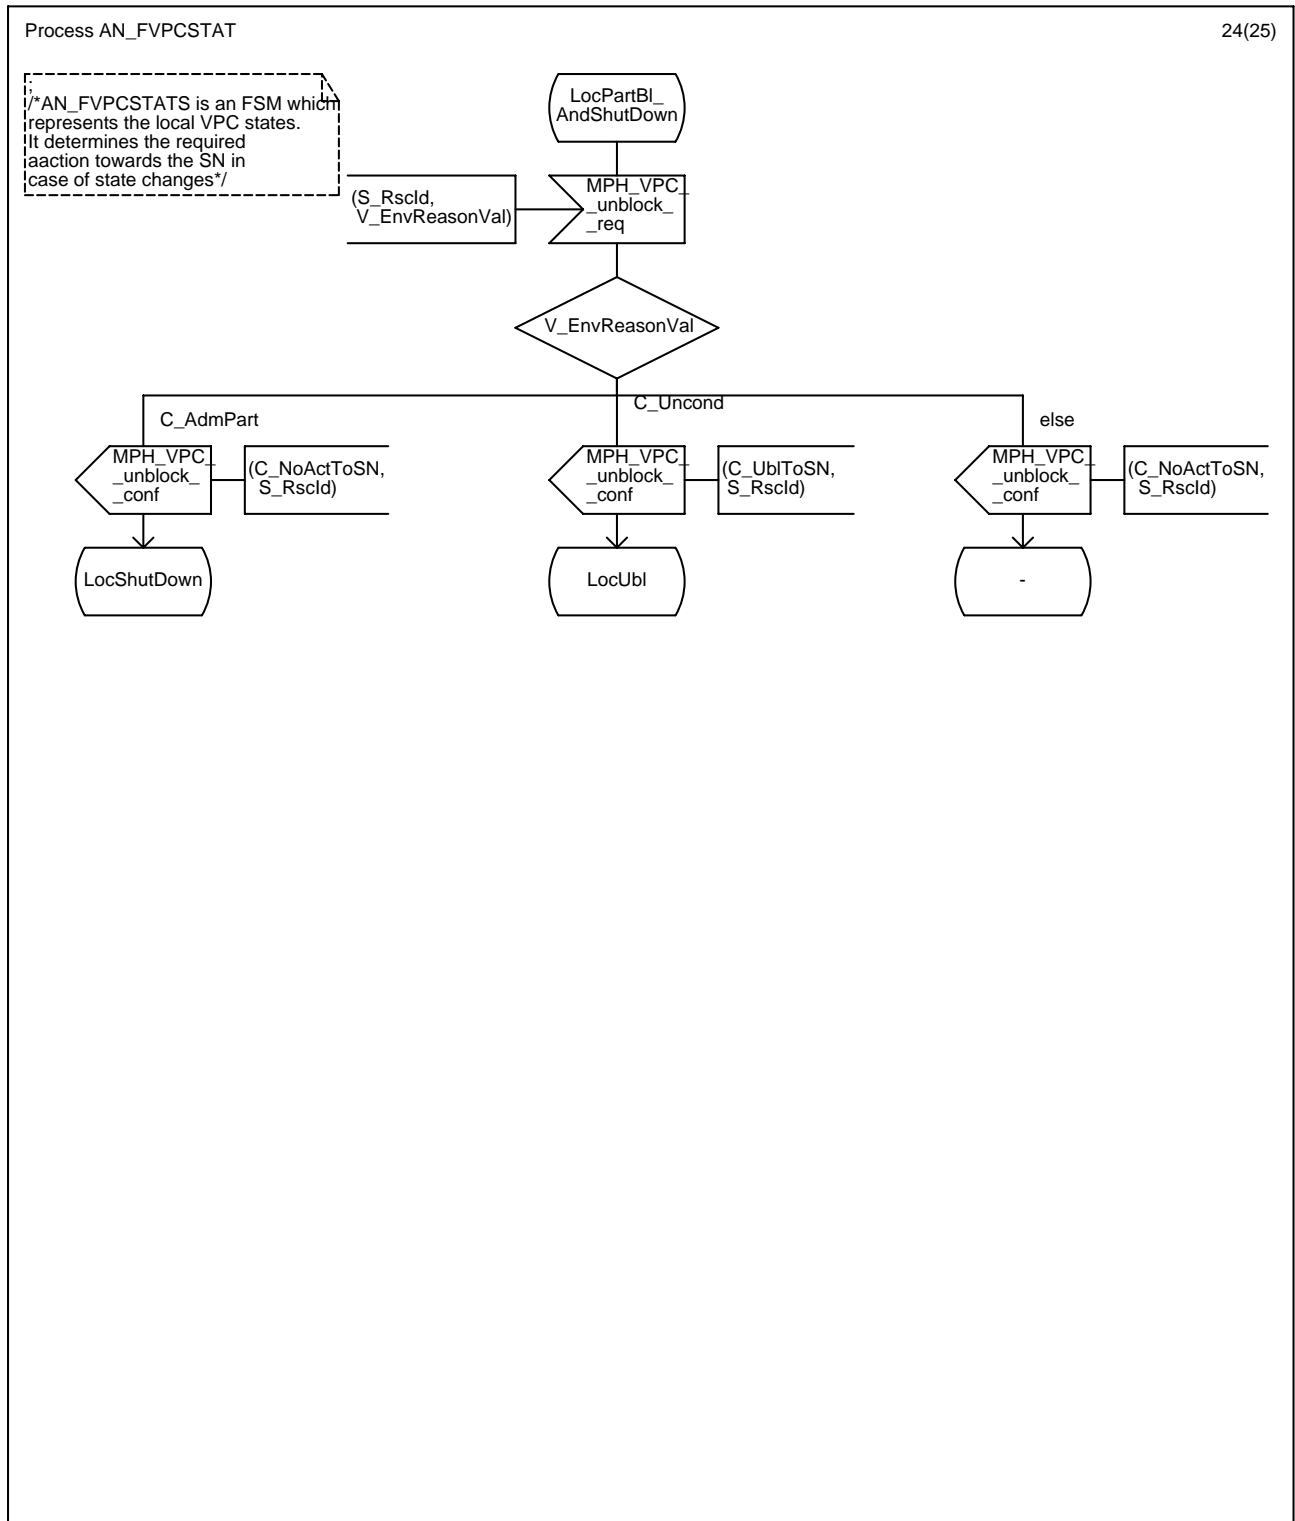 Process AN_FVPCSTAT
24(25)
;
/*AN_FVPCSTATS is an FSM which
represents the local VPC states.
It determines the required
aaction towards the SN in
case of state changes*/
LocPartBl_
AndShutDown
(S_RscId,
V_EnvReasonVal)
MPH_VPC_
_unblock_
_req
V_EnvReasonVal
C_AdmPart
C_Uncond
else
MPH_VPC_
_unblock_
_conf
(C_NoActToSN,
S_RscId)
MPH_VPC_
_unblock_
_conf
(C_UblToSN,
S_RscId)
MPH_VPC_
_unblock_
_conf
(C_NoActToSN,
S_RscId)
LocShutDown
LocUbl
-